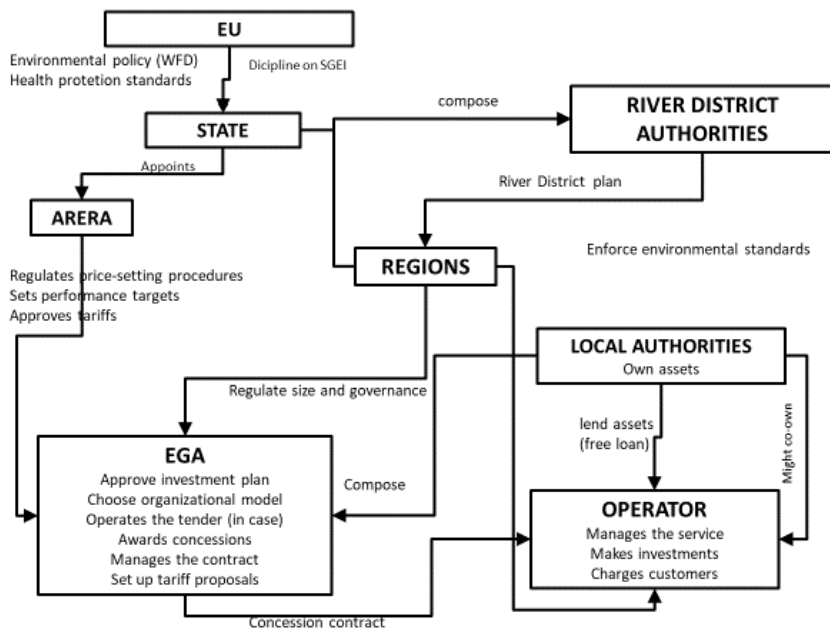 EU
Environmental policy (WFD)
Health protetion standards
Dicipline on SGEI
STATE
compose
RIVER DISTRICT
AUTHORITIES
Appoints
River District plan
ARERA
Enforce environmental standards
REGIONS
Regulates price-setting procedures
Sets performance targets
Approves tariffs
LOCAL AUTHORITIES
Own assets
Regulate size and governance
lend assets
(free loan)
Might co-own
EGA
Approve investment plan
Choose organizational model
Operates the tender (in case)
Awards concessions
Manages the contract
Set up tariff proposals
Compose
OPERATOR
Manages the service
Makes investments
Charges customers
Concession contract